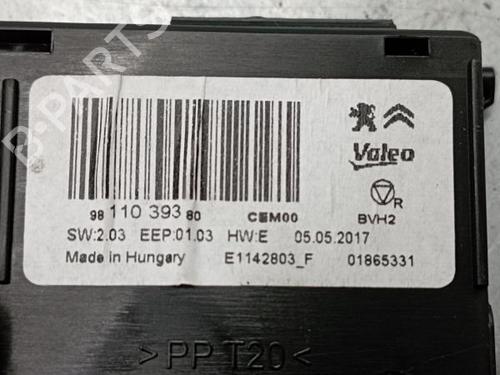 B-PARTS
Valeo
R
98 110 393 80 CEM00 BVH2
SW:2.03 EEP:01.03 HW:E 05.05.2017
Made in Hungary E1142803_F 01865331
>PP T20<